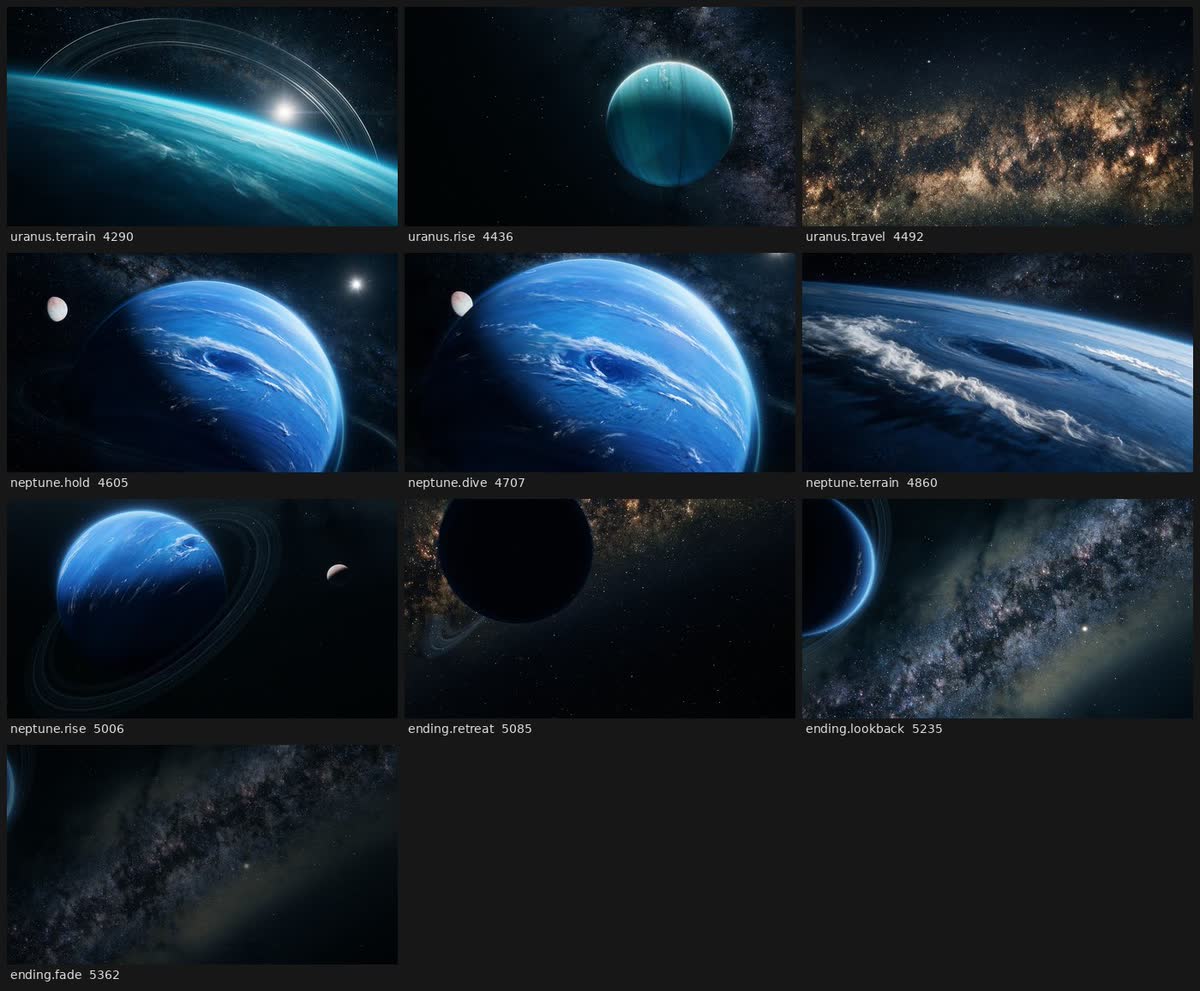 uranus.terrain 4290
uranus.rise 4436
uranus.travel 4492
neptune.hold 4605
neptune.dive 4707
neptune.terrain 4860
neptune.rise 5006
ending.retreat 5085
ending.lookback 5235
ending.fade 5362